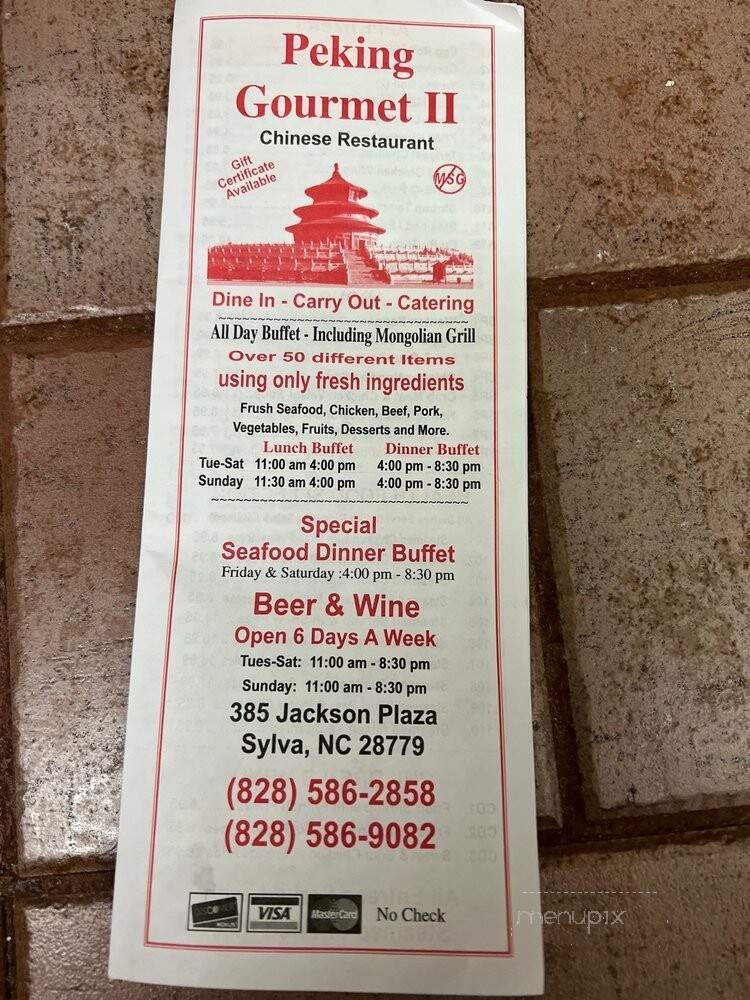 Peking
Gourmet II
Chinese Restaurant
Gift
Certificate
Available
MSG
Dine In - Carry Out - Catering
~~~~~~~~~~~~~~~~~~~~~~~~~~~~~~~~
All Day Buffet - Including Mongolian Grill
Over 50 different Items
using only fresh ingredients
Frush Seafood, Chicken, Beef, Pork,
Vegetables, Fruits, Desserts and More.
Lunch Buffet Dinner Buffet
Tue-Sat 11:00 am 4:00 pm 4:00 pm - 8:30 pm
Sunday 11:30 am 4:00 pm 4:00 pm - 8:30 pm
~~~~~~~~~~~~~~~~~~~~~~~~~~~~~~~~
Special
Seafood Dinner Buffet
Friday & Saturday :4:00 pm - 8:30 pm
Beer & Wine
Open 6 Days A Week
Tues-Sat: 11:00 am - 8:30 pm
Sunday: 11:00 am - 8:30 pm
385 Jackson Plaza
Sylva, NC 28779
(828) 586-2858
(828) 586-9082
DISCOVER NOVUS VISA MasterCard No Check
menupix